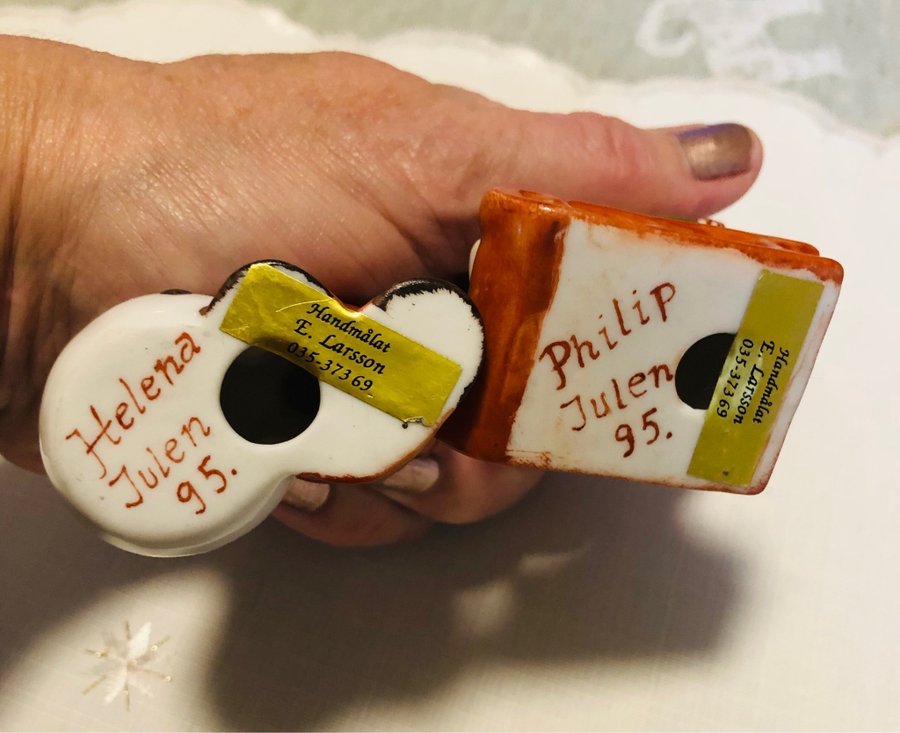 Helena
Julen
95.
Handmålat
E. Larsson
035-37369
Philip
Julen
95.
Handmålat
E. Larsson
035-37369